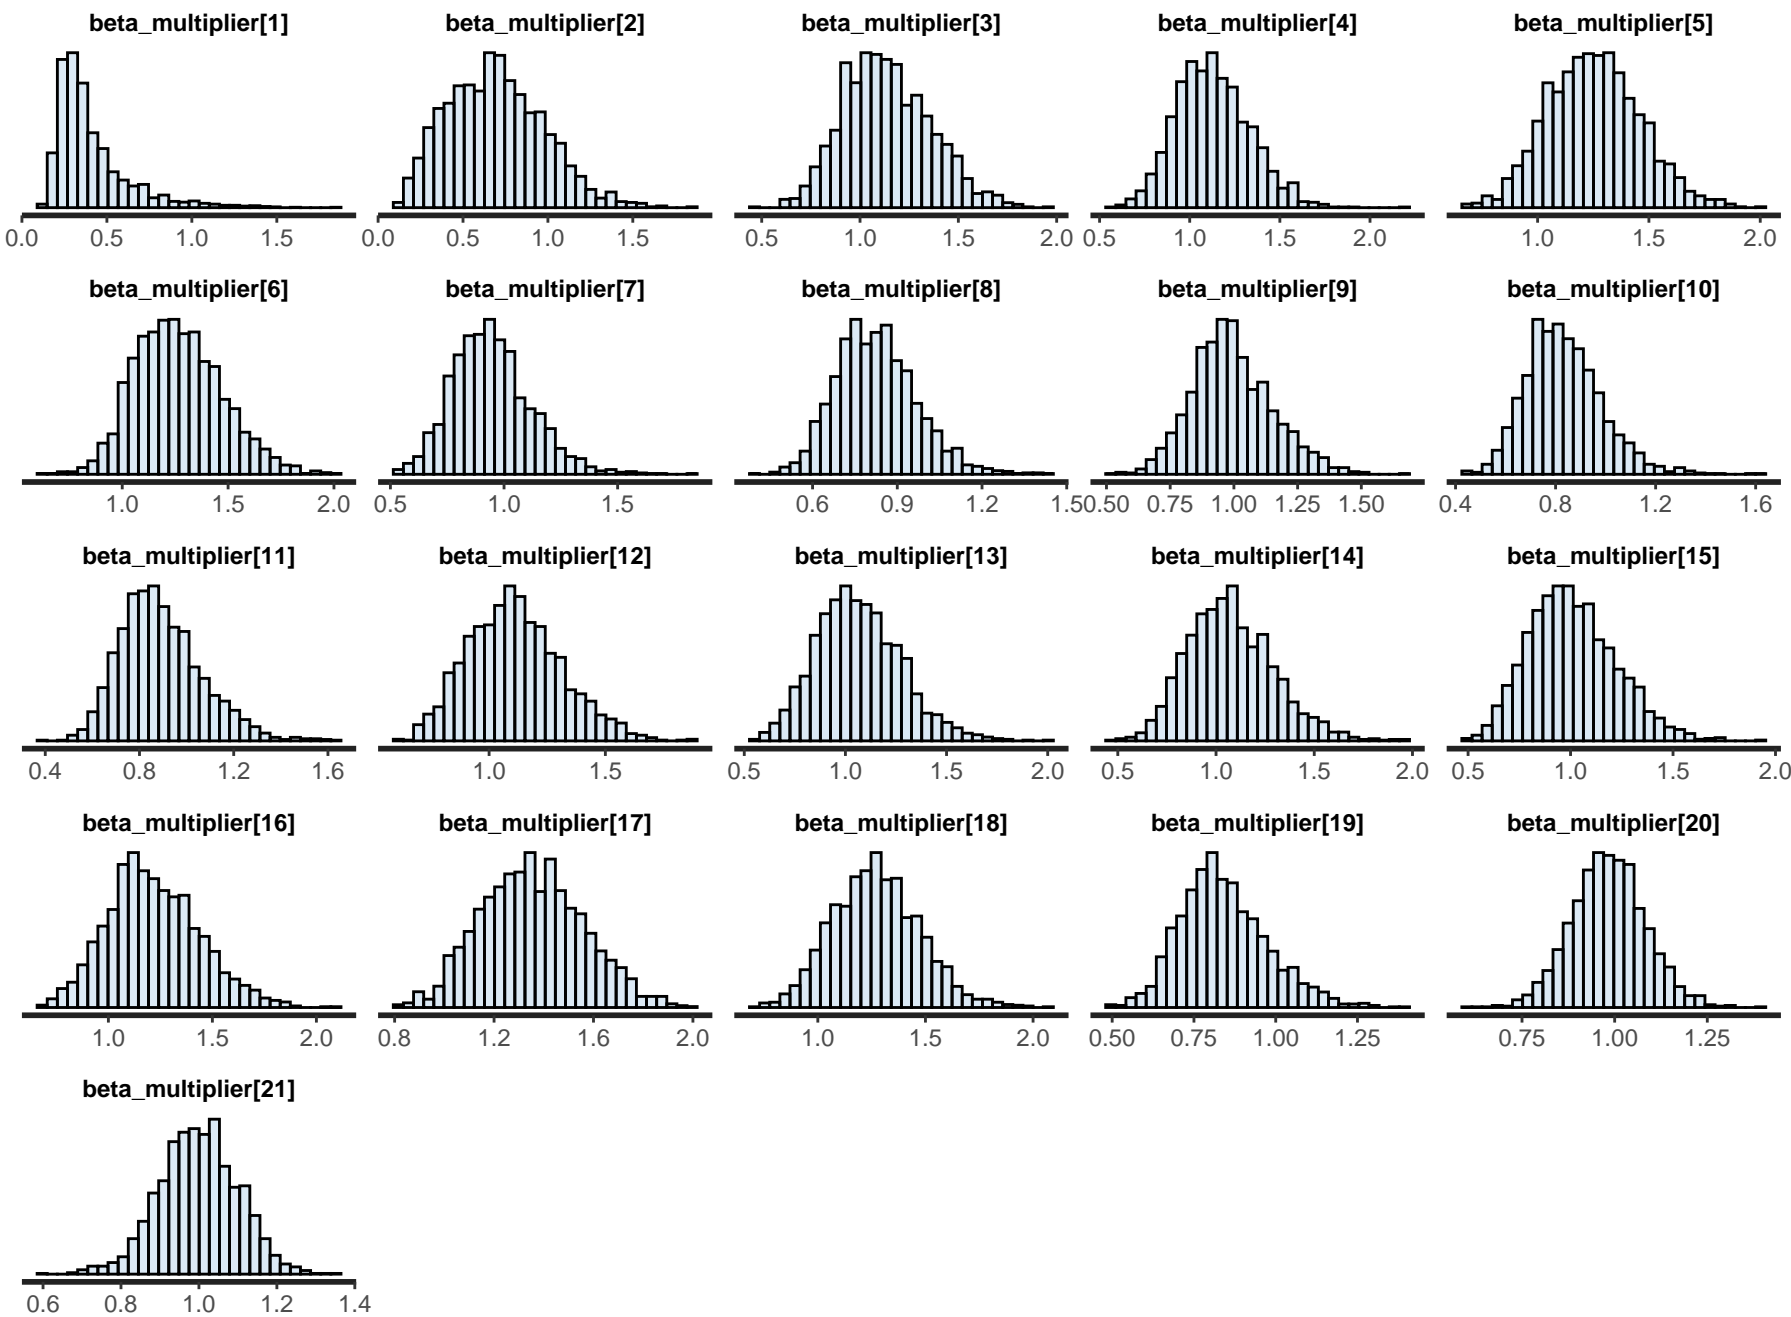 beta_multiplier[1] beta_multiplier[2] beta_multiplier[3] beta_multiplier[4] beta_multiplier[5]
0.0 0.5 1.0 1.5 0.0 0.5 1.0 1.5 0.5 1.0 1.5 2.0 0.5 1.0 1.5 2.0 1.0 1.5 2.0
beta_multiplier[6] beta_multiplier[7] beta_multiplier[8] beta_multiplier[9] beta_multiplier[10]
1.0 1.5 2.0 0.5 1.0 1.5 0.6 0.9 1.2 1.5 0.50 0.75 1.00 1.25 1.50 0.4 0.8 1.2 1.6
beta_multiplier[11] beta_multiplier[12] beta_multiplier[13] beta_multiplier[14] beta_multiplier[15]
0.4 0.8 1.2 1.6 1.0 1.5 0.5 1.0 1.5 2.0 0.5 1.0 1.5 2.0 0.5 1.0 1.5 2.0
beta_multiplier[16] beta_multiplier[17] beta_multiplier[18] beta_multiplier[19] beta_multiplier[20]
1.0 1.5 2.0 0.8 1.2 1.6 2.0 1.0 1.5 2.0 0.50 0.75 1.00 1.25 0.75 1.00 1.25
beta_multiplier[21]
0.6 0.8 1.0 1.2 1.4